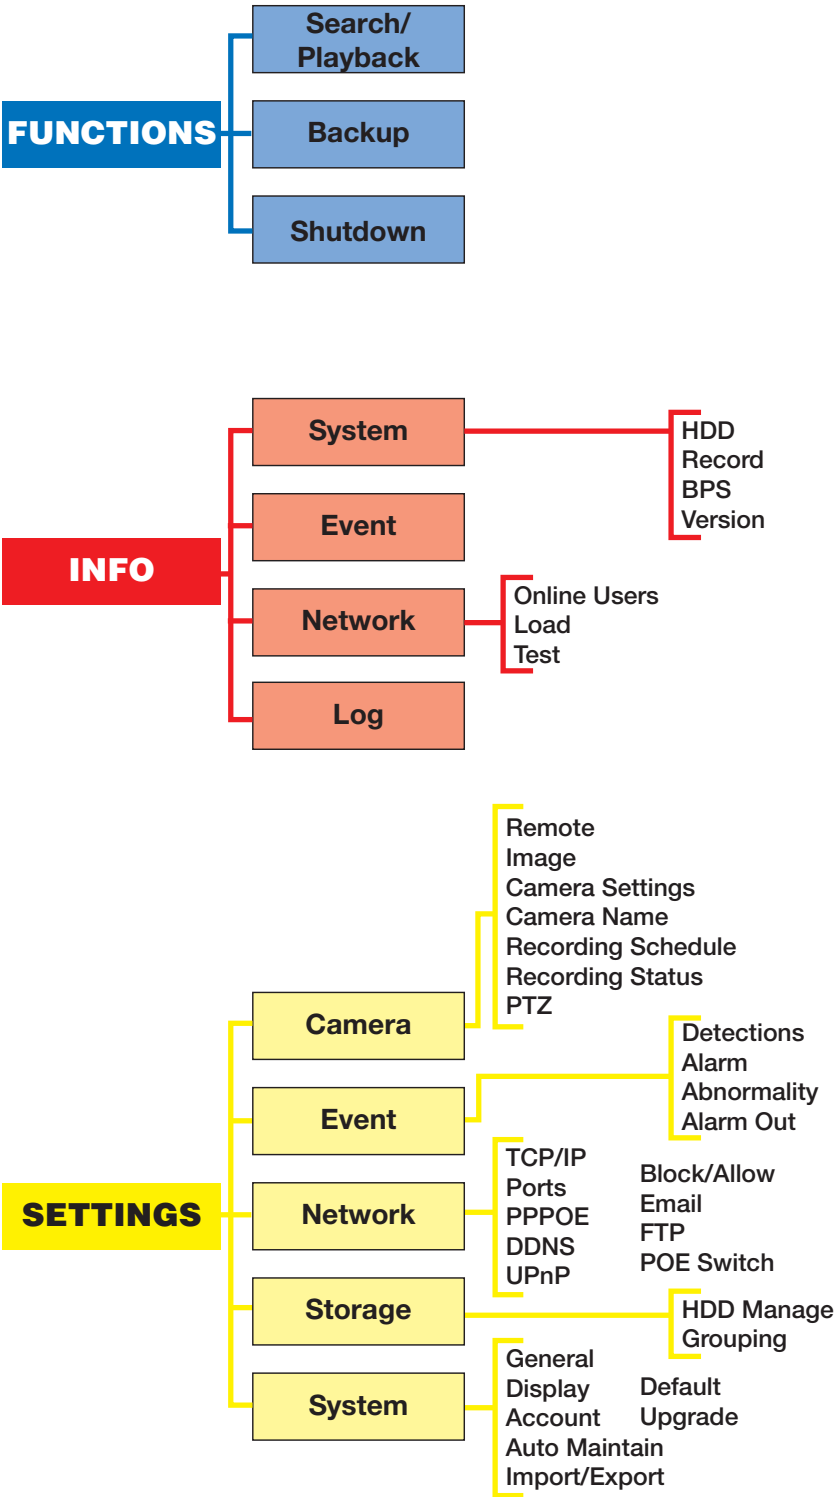 FUNCTIONS
Search/
Playback
Backup
Shutdown
INFO
System
HDD
Record
BPS
Version
Event
Network
Online Users
Load
Test
Log
SETTINGS
Camera
Remote
Image
Camera Settings
Camera Name
Recording Schedule
Recording Status
PTZ
Event
Detections
Alarm
Abnormality
Alarm Out
Network
TCP/IP
Ports
PPPOE
DDNS
UPnP
Block/Allow
Email
FTP
POE Switch
Storage
HDD Manage
Grouping
System
General
Display
Account
Auto Maintain
Import/Export
Default
Upgrade